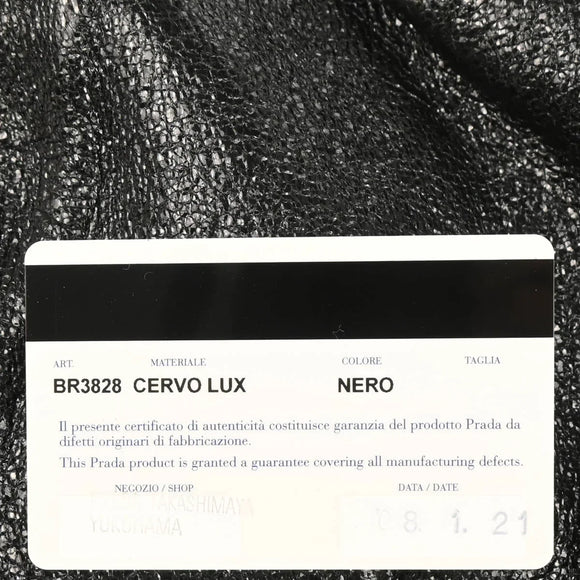 ART. MATERIALE COLORE TAGLIA
BR3828 CERVO LUX NERO
Il presente certificato di autenticità costituisce garanzia del prodotto Prada da
difetti originari di fabbricazione.
This Prada product is granted a guarantee covering all manufacturing defects.
NEGOZIO / SHOP DATA / DATE
TAKASHIMAYA
YOKOHAMA 8. 1. 21